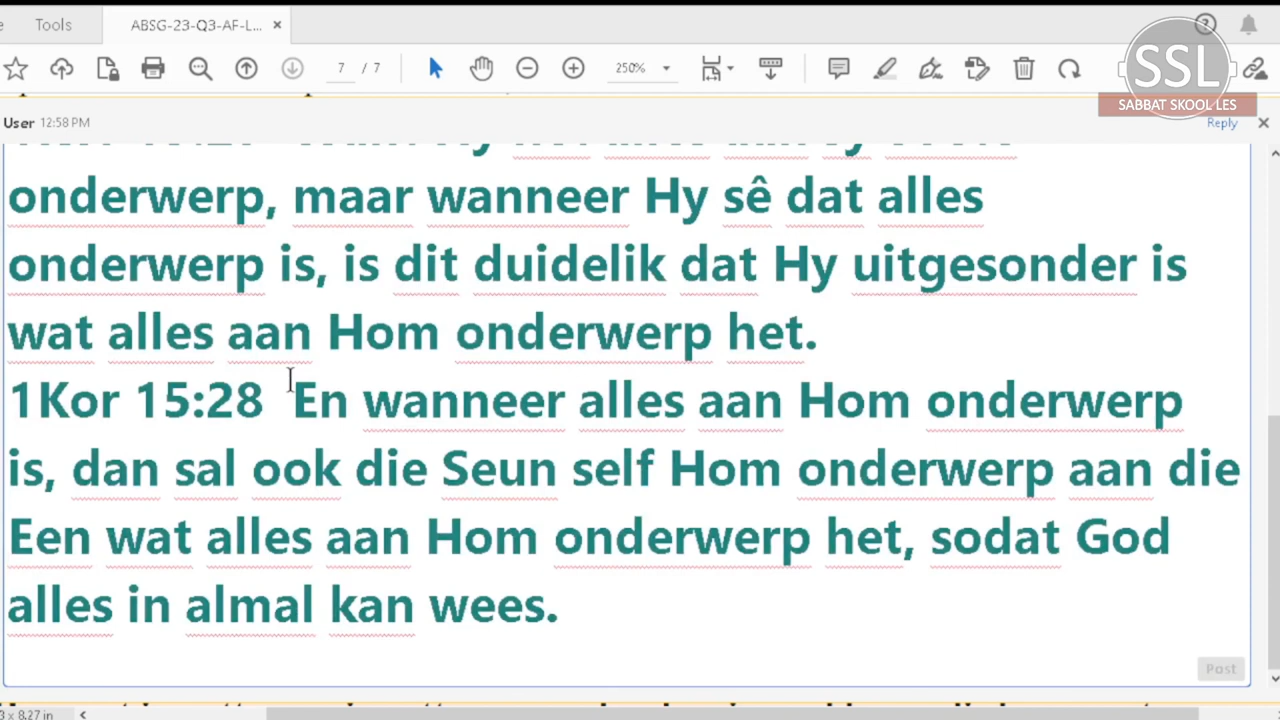 Tools
ABSG-23-Q3-AF-L... ×
7 / 7
250%
SSL
SABBAT SKOOL LES
User 12:58 PM
Reply
onderwerp, maar wanneer Hy sê dat alles
onderwerp is, is dit duidelik dat Hy uitgesonder is
wat alles aan Hom onderwerp het.
1Kor 15:28 En wanneer alles aan Hom onderwerp
is, dan sal ook die Seun self Hom onderwerp aan die
Een wat alles aan Hom onderwerp het, sodat God
alles in almal kan wees.
Post
x 8.27 in